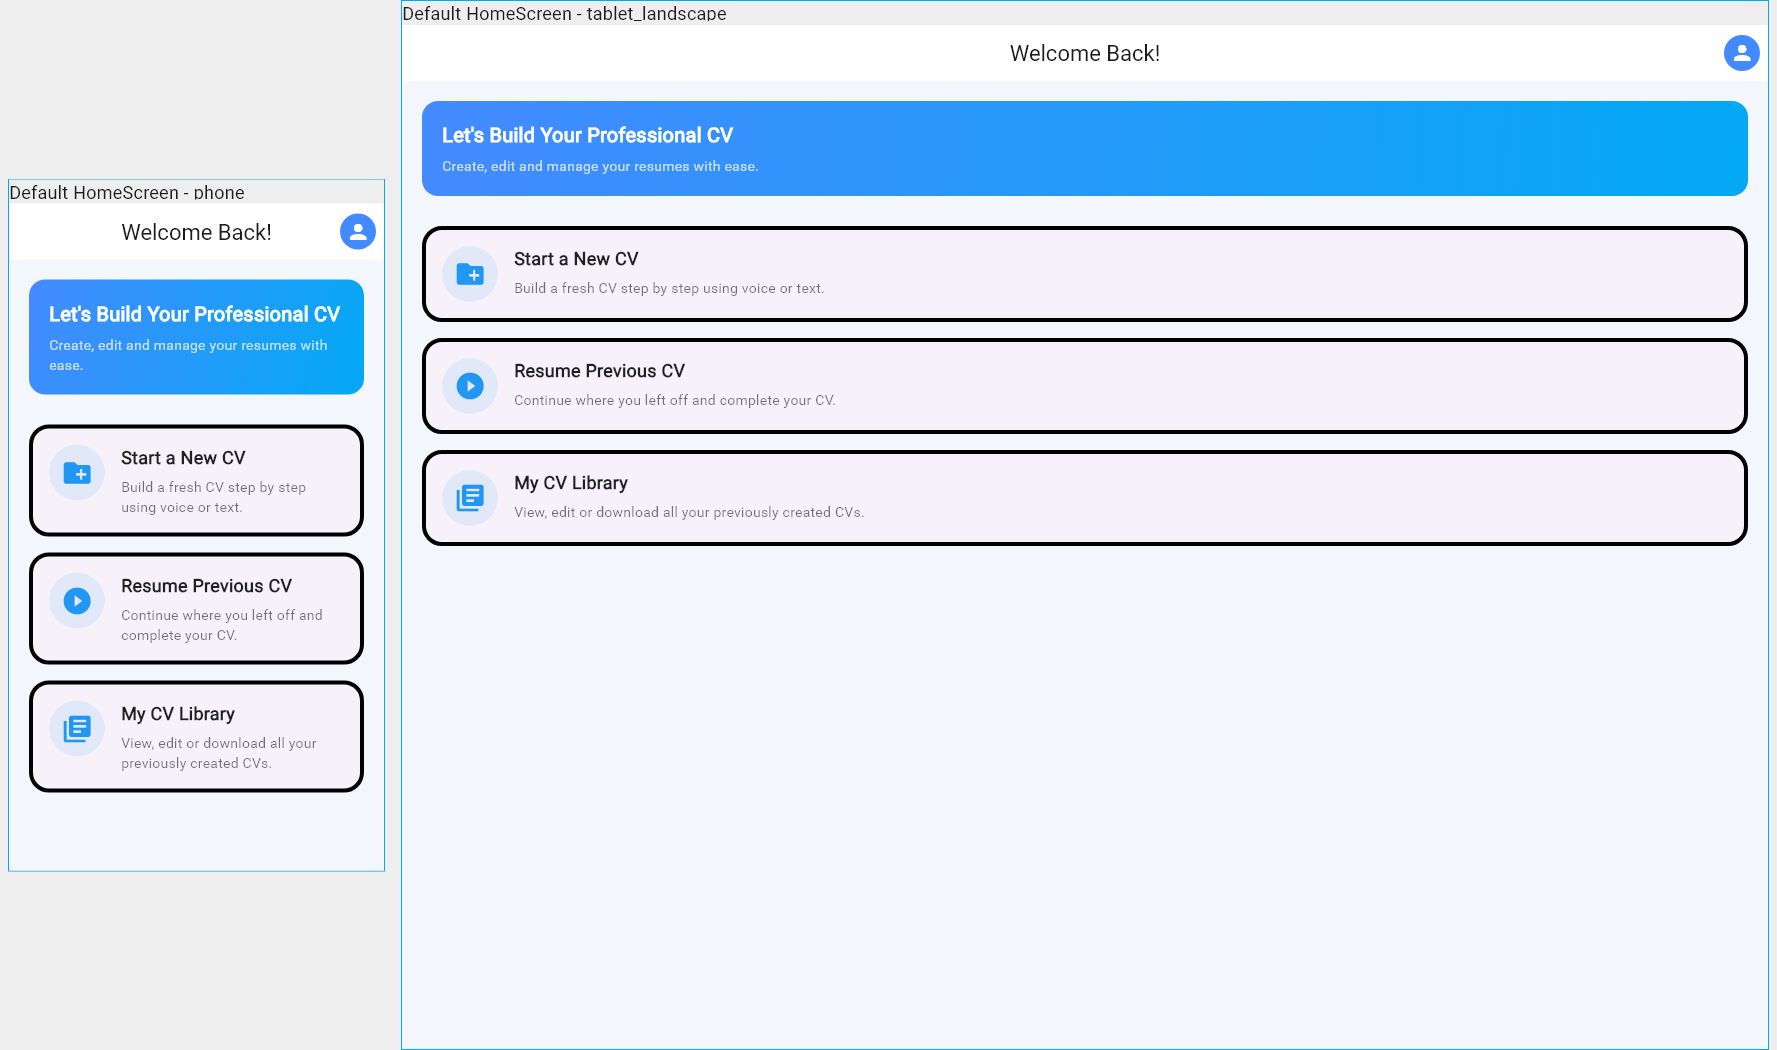 Default HomeScreen - phone
Welcome Back!
Let's Build Your Professional CV
Create, edit and manage your resumes with
ease.
Start a New CV
Build a fresh CV step by step
using voice or text.
Resume Previous CV
Continue where you left off and
complete your CV.
My CV Library
View, edit or download all your
previously created CVs.
Default HomeScreen - tablet_landscape
Welcome Back!
Let's Build Your Professional CV
Create, edit and manage your resumes with ease.
Start a New CV
Build a fresh CV step by step using voice or text.
Resume Previous CV
Continue where you left off and complete your CV.
My CV Library
View, edit or download all your previously created CVs.